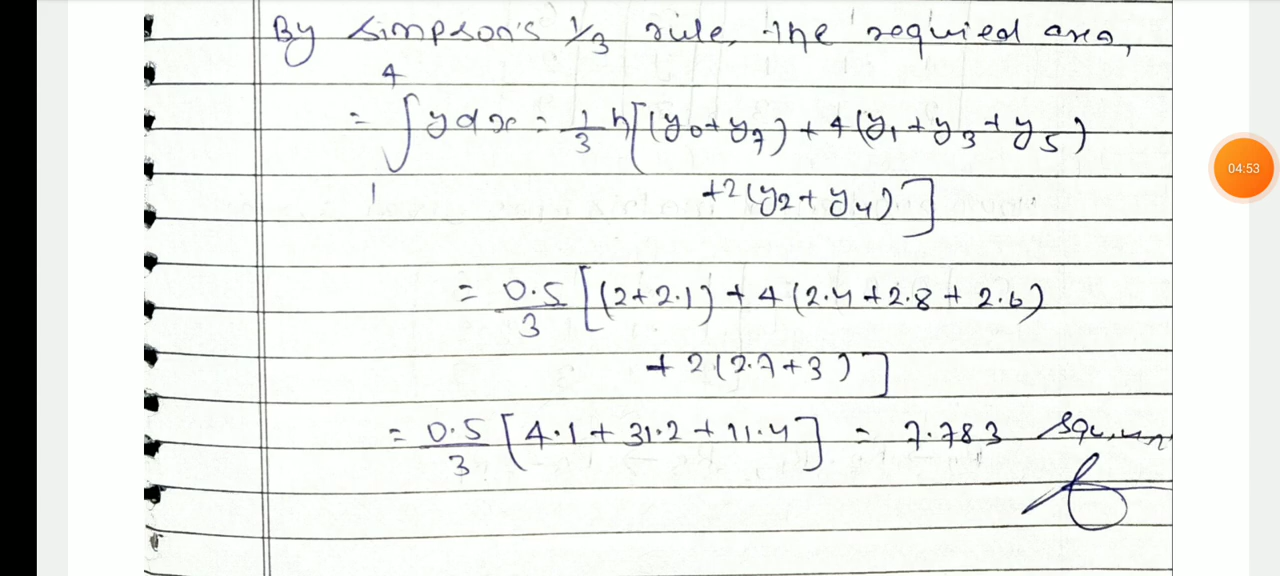 By Simpson's 1/3 rule, the required area,
= ∫₁⁴ y dx = 1/3 h [(y₀+y₇) + 4(y₁+y₃+y₅)
+2(y₂+y₄)]
= 0.5/3 [(2+2.1) + 4(2.4+2.8+2.6)
+ 2(2.7+3)]
= 0.5/3 [4.1 + 31.2 + 11.4] = 7.783 squ. un
04:53